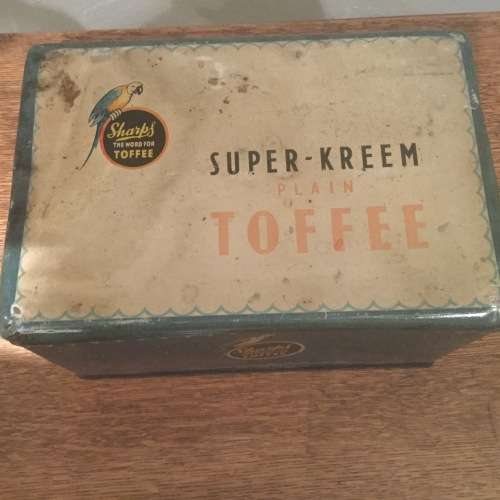 Sharps
THE WORD FOR
TOFFEE
SUPER-KREEM
PLAIN
TOFFEE